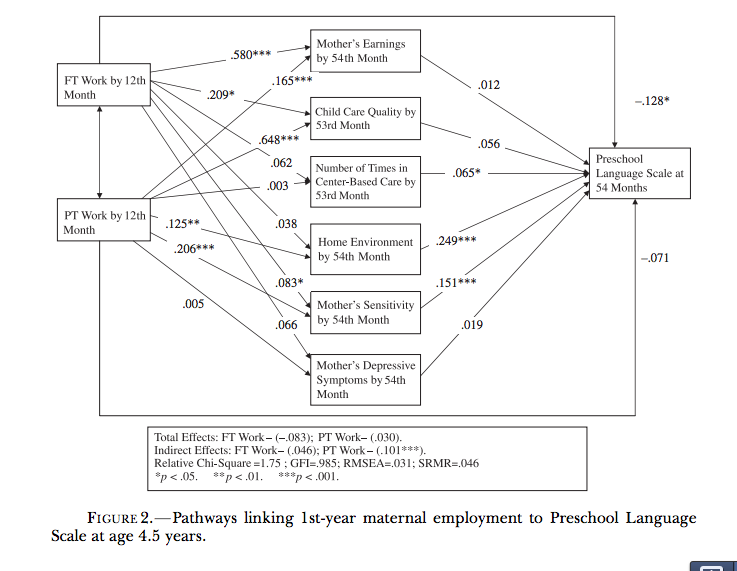 Mother's Earnings
by 54th Month
.580***
FT Work by 12th
Month
.165***
.012
–.128*
.209*
Child Care Quality by
53rd Month
.648***
.056
.062
Number of Times in
Center-Based Care by
53rd Month
.065*
Preschool
Language Scale at
54 Months
.003
PT Work by 12th
Month
.125**
.038
.206***
Home Environment
by 54th Month
.249***
–.071
.083*
.151***
.005
Mother's Sensitivity
by 54th Month
.066
.019
Mother's Depressive
Symptoms by 54th
Month
Total Effects: FT Work– (–.083); PT Work– (.030).
Indirect Effects: FT Work– (.046); PT Work – (.101***).
Relative Chi-Square =1.75 ; GFI=.985; RMSEA=.031; SRMR=.046
*p < .05. **p < .01. ***p < .001.
FIGURE 2.—Pathways linking 1st-year maternal employment to Preschool Language
Scale at age 4.5 years.